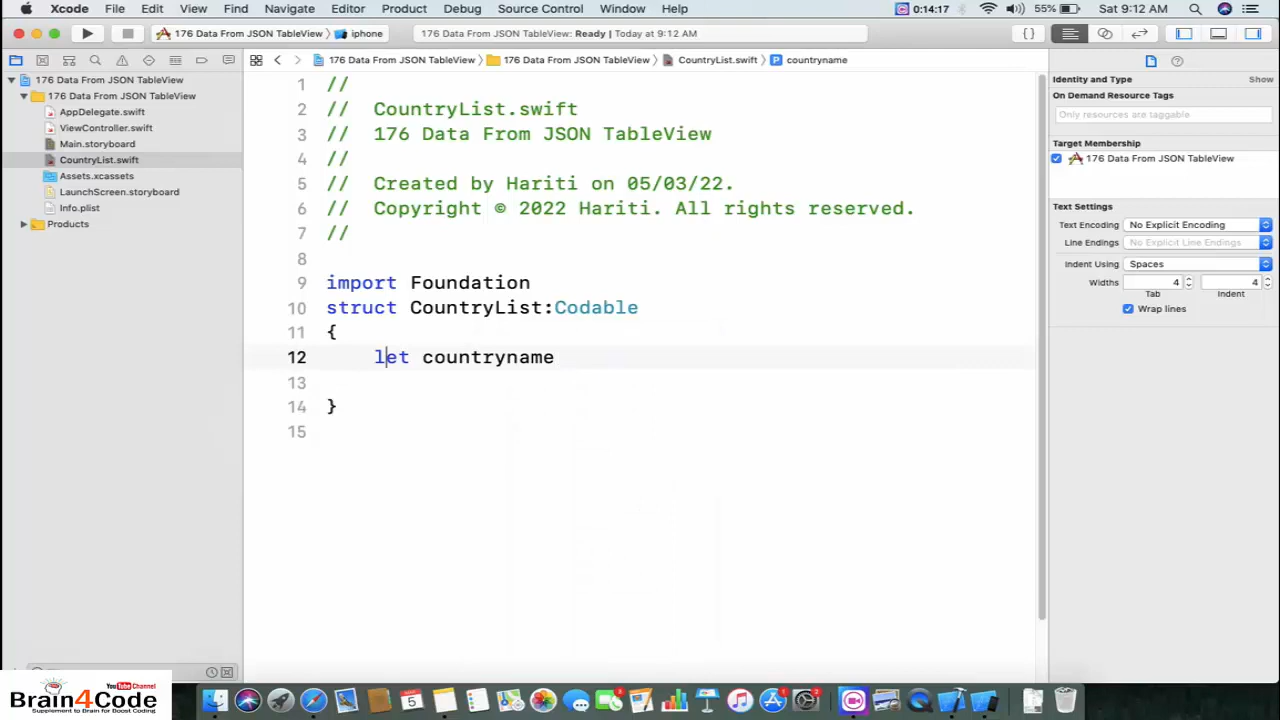 Xcode File Edit View Find Navigate Editor Product Debug Source Control Window Help 0:14:17 55% Sat 9:12 AM
176 Data From JSON TableView iphone 176 Data From JSON TableView: Ready | Today at 9:12 AM
176 Data From JSON TableView 176 Data From JSON TableView CountryList.swift countryname
176 Data From JSON TableView
176 Data From JSON TableView
AppDelegate.swift
ViewController.swift
Main.storyboard
CountryList.swift
Assets.xcassets
LaunchScreen.storyboard
Info.plist
Products
1 //
2 // CountryList.swift
3 // 176 Data From JSON TableView
4 //
5 // Created by Hariti on 05/03/22.
6 // Copyright © 2022 Hariti. All rights reserved.
7 //
8
9 import Foundation
10 struct CountryList:Codable
11 {
12 let countryname
13
14 }
15
Identity and Type Show
On Demand Resource Tags
Only resources are taggable
Target Membership
176 Data From JSON TableView
Text Settings
Text Encoding No Explicit Encoding
Line Endings No Explicit Line Endings
Indent Using Spaces
Widths 4 4
Tab Indent
Wrap lines
YouTube Channel
Brain4Code
Supplement to Brain for Boost Coding